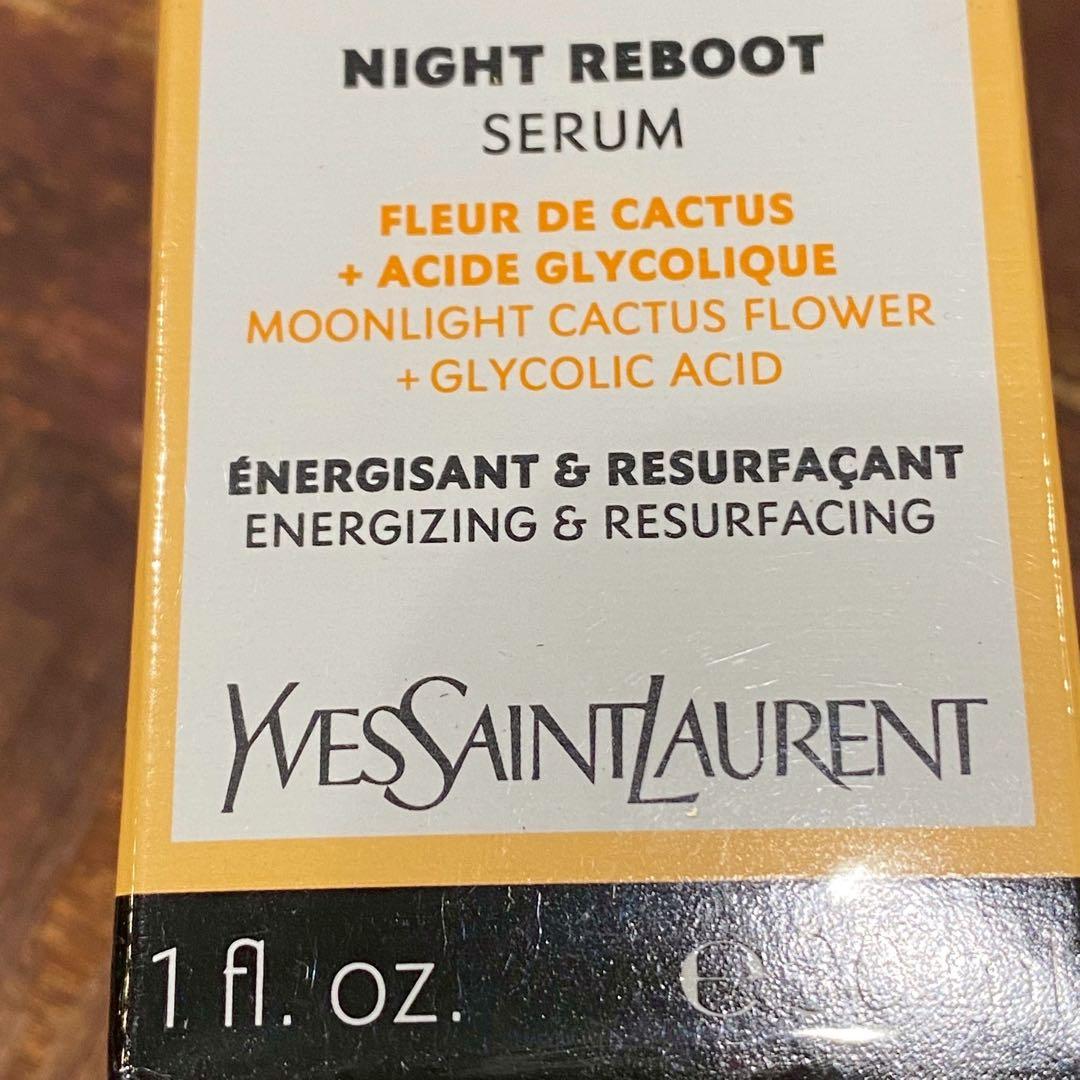 NIGHT REBOOT
SERUM
FLEUR DE CACTUS
+ ACIDE GLYCOLIQUE
MOONLIGHT CACTUS FLOWER
+ GLYCOLIC ACID
ÉNERGISANT & RESURFAÇANT
ENERGIZING & RESURFACING
YVESSAINTLAURENT
1 fl. oz. e